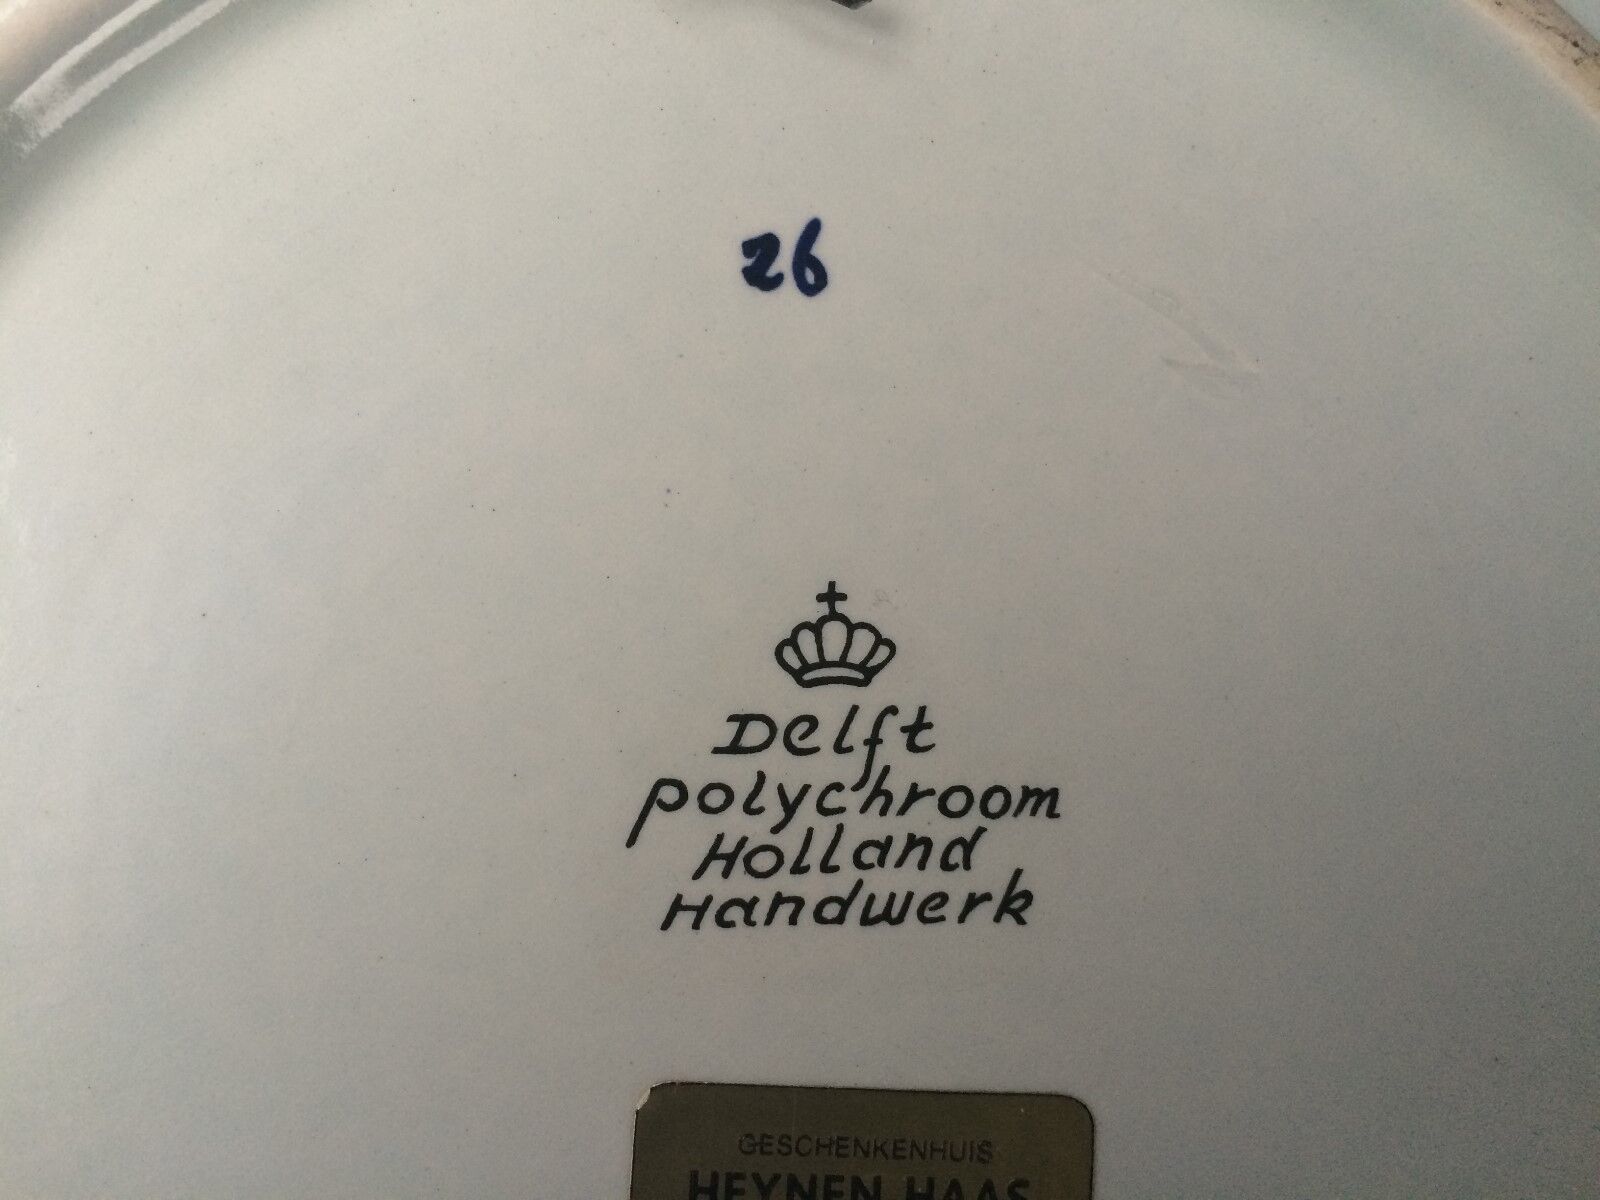 26
Delft
polychroom
Holland
Handwerk
GESCHENKENHUIS
HEYNEN HAAS